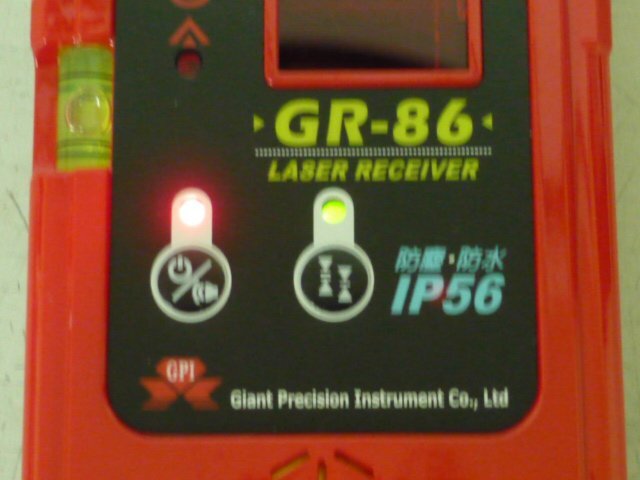 GR-86
LASER RECEIVER
防塵·防水
IP56
GPI
Giant Precision Instrument Co., Ltd